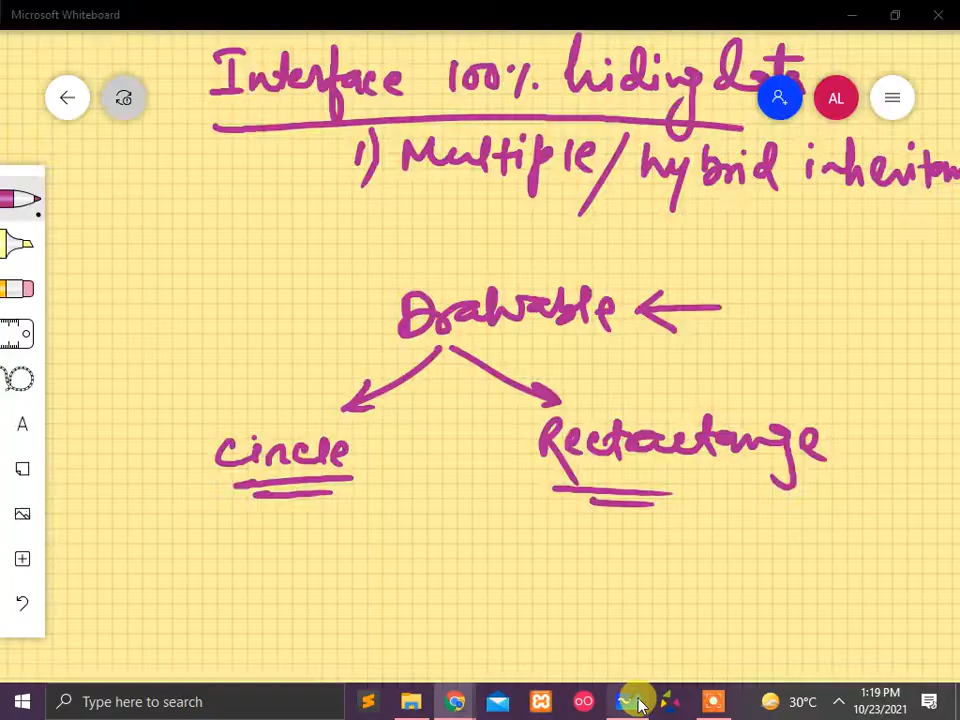 Microsoft Whiteboard
Interface 100% hiding data
AL
1) Multiple/hybrid inheritan
Drawable
Circle
Rectractange
A
Type here to search
30°C
1:19 PM
10/23/2021